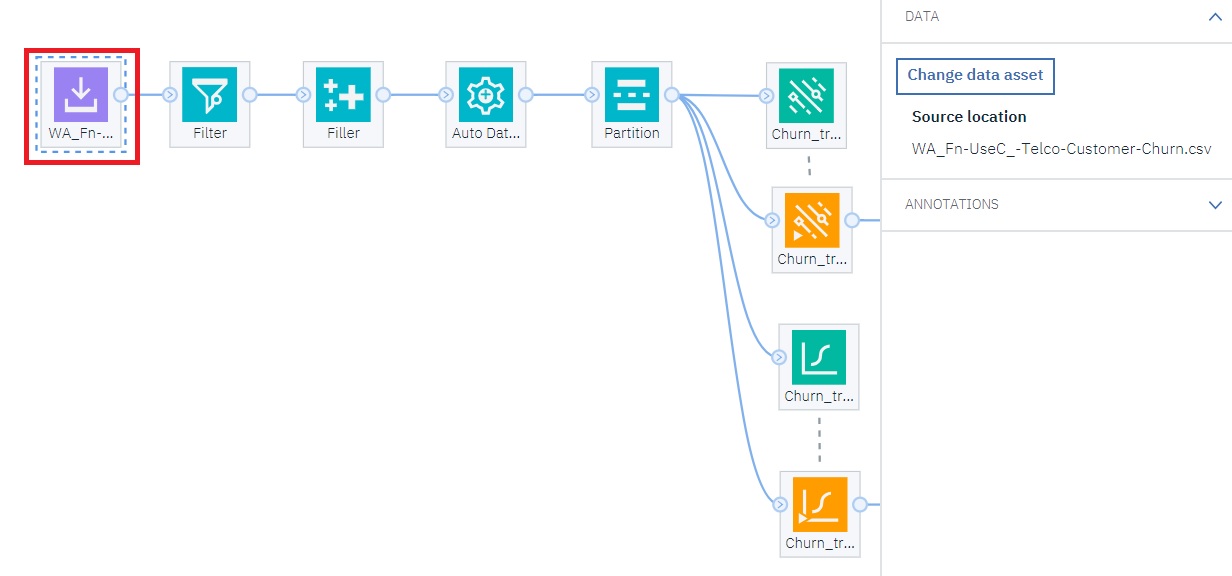 WA_Fn-...
Filter
Filler
Auto Dat...
Partition
Churn_tr...
Churn_tr...
Churn_tr...
Churn_tr...
DATA
Change data asset
Source location
WA_Fn-UseC_-Telco-Customer-Churn.csv
ANNOTATIONS